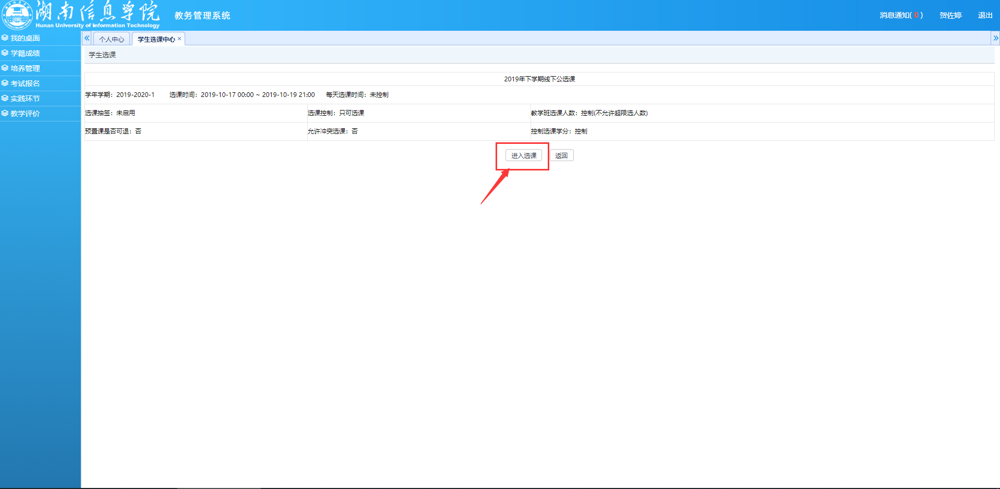 湖南信息学院
Hunan University of Information Technology
教务管理系统
消息通知( 0 )
贺佐婷
退出
我的桌面
学籍成绩
培养管理
考试报名
实践环节
教学评价
个人中心
学生选课中心
学生选课
2019年下学期线下公选课
学年学期：2019-2020-1 选课时间：2019-10-17 00:00 ~ 2019-10-19 21:00 每天选课时间：未控制
选课抽签：未启用 选课控制：只可选课 教学班选课人数：控制(不允许超限选人数)
预置课是否可退：否 允许冲突选课：否 控制选课学分：控制
进入选课 返回